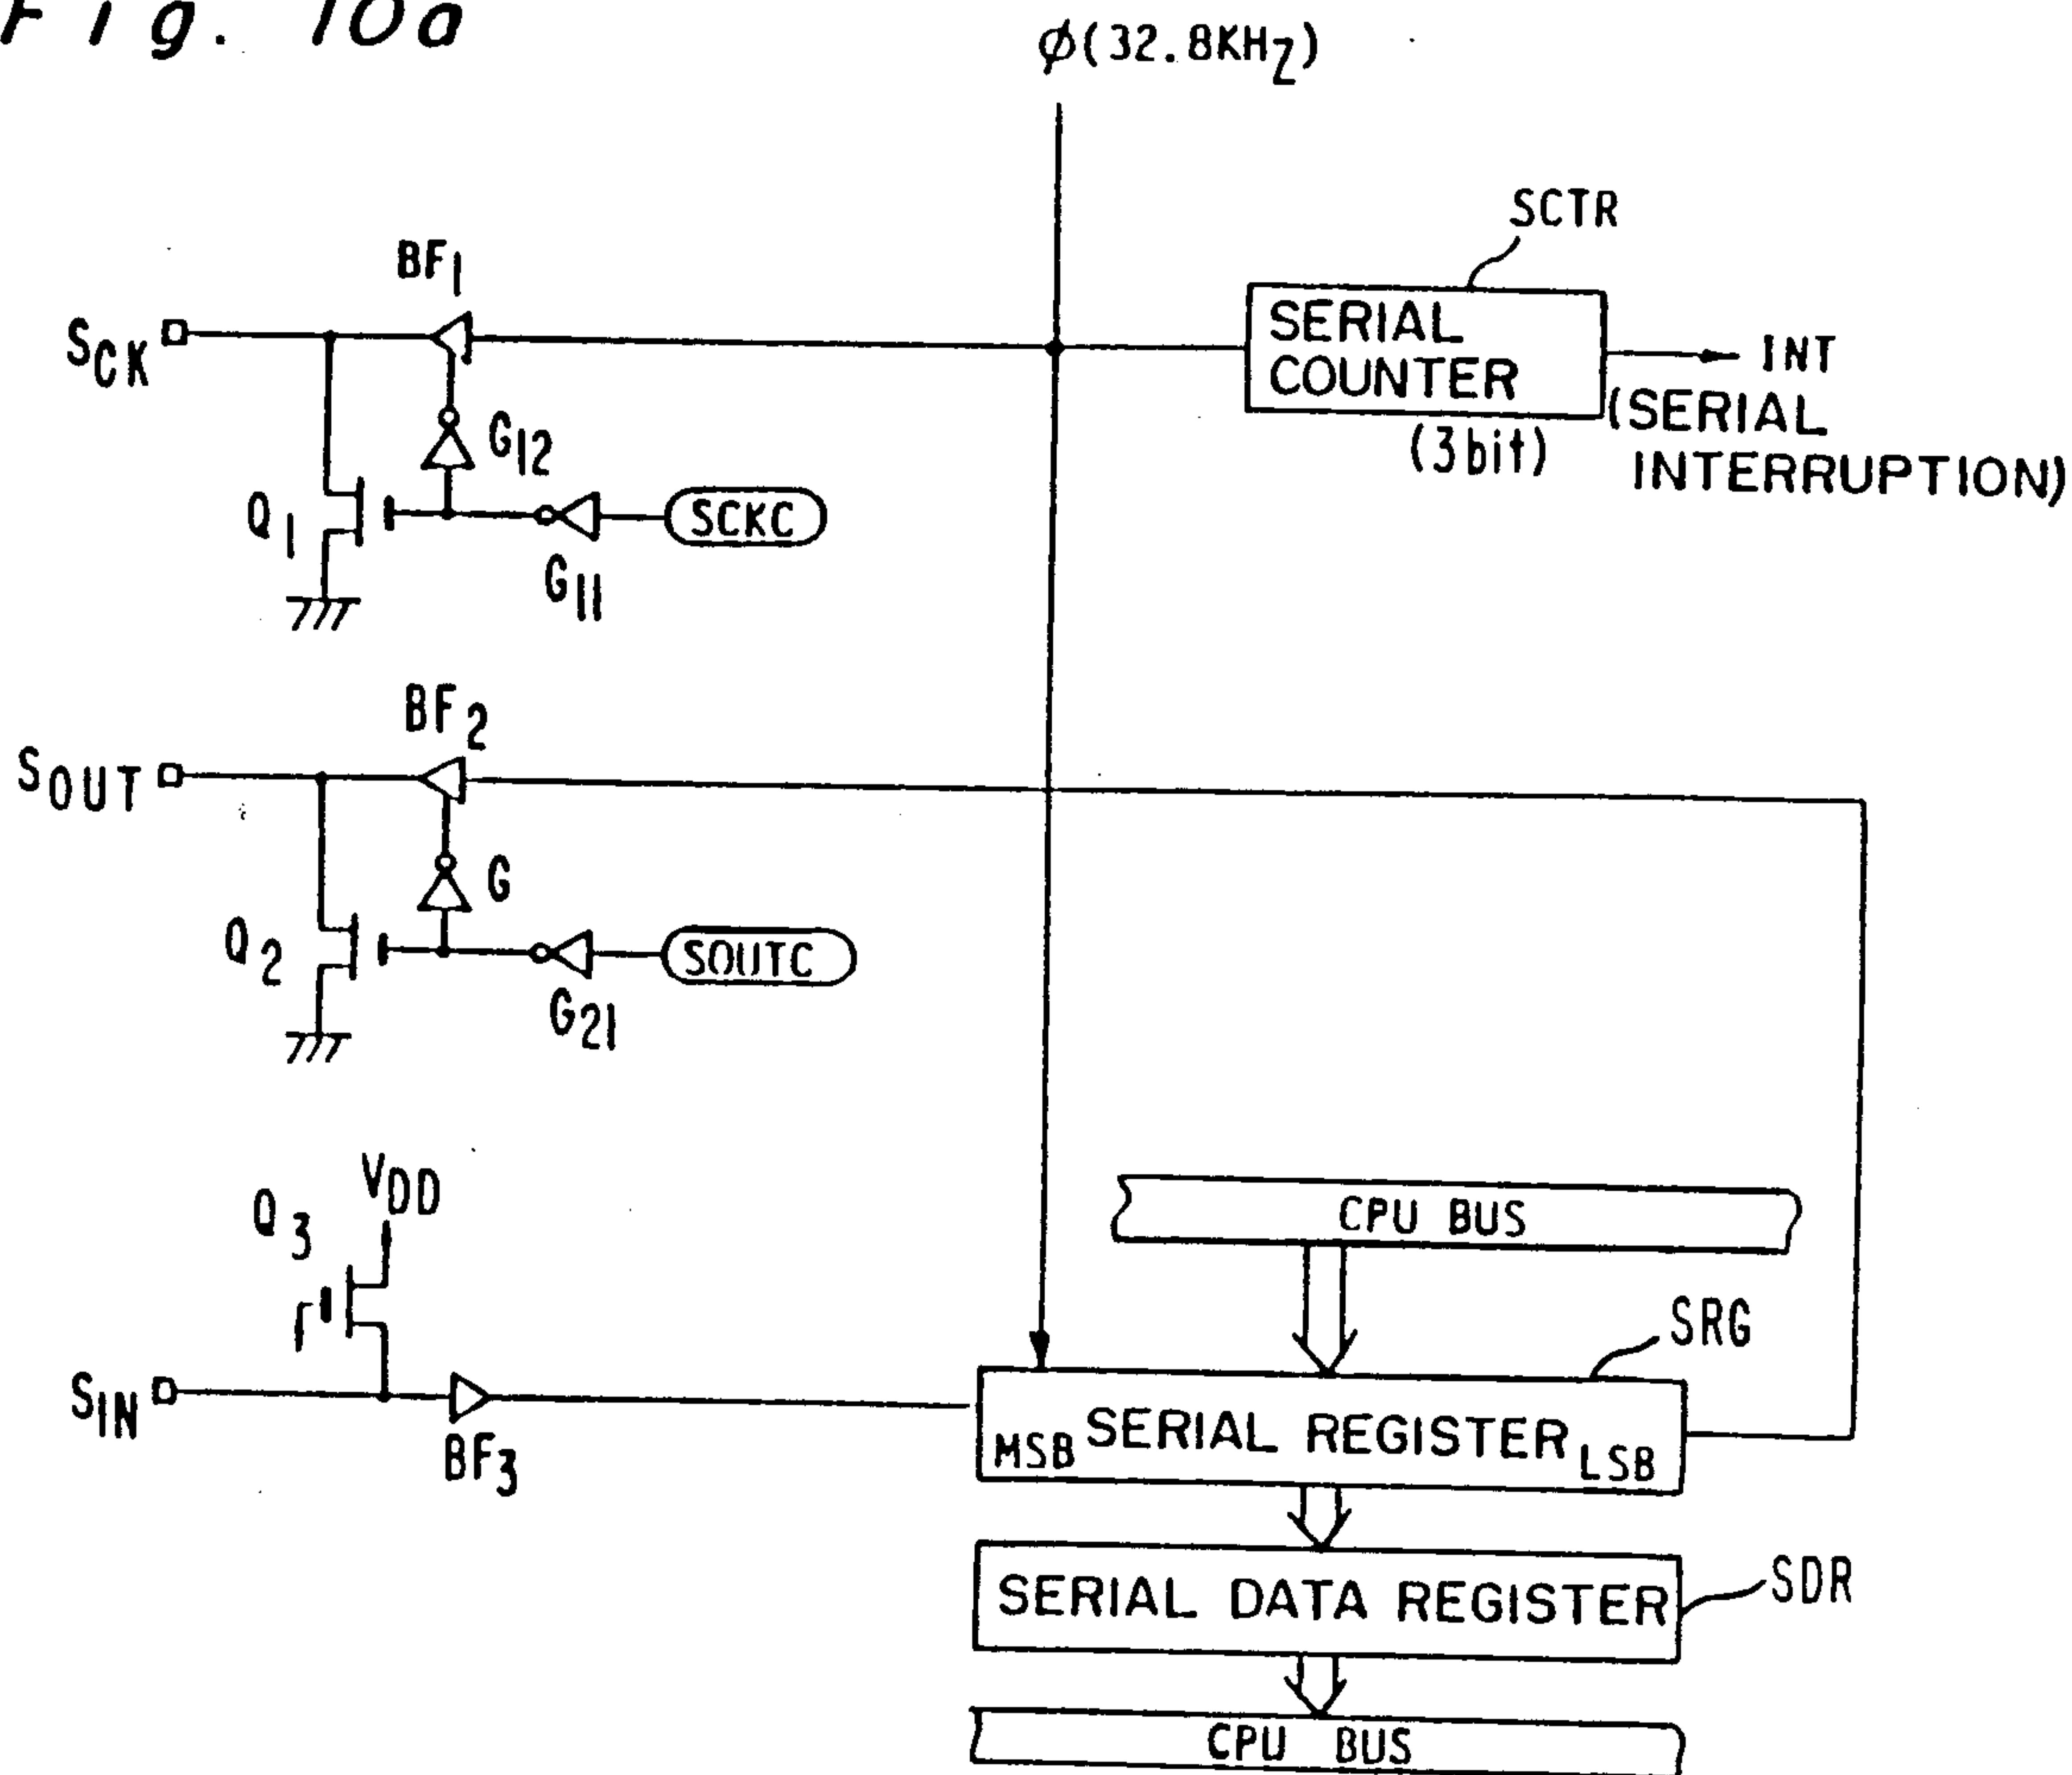 Fig. 10a
φ(32.8KHZ)
SCTR
BF1
SCK
SERIAL
COUNTER
INT
(SERIAL
INTERRUPTION)
(3bit)
G12
Q1
SCKC
G11
BF2
SOUT
G
Q2
SOUTC
G21
VDD
Q3
CPU BUS
SRG
SIN
BF3
MSB SERIAL REGISTER LSB
SERIAL DATA REGISTER
SDR
CPU BUS